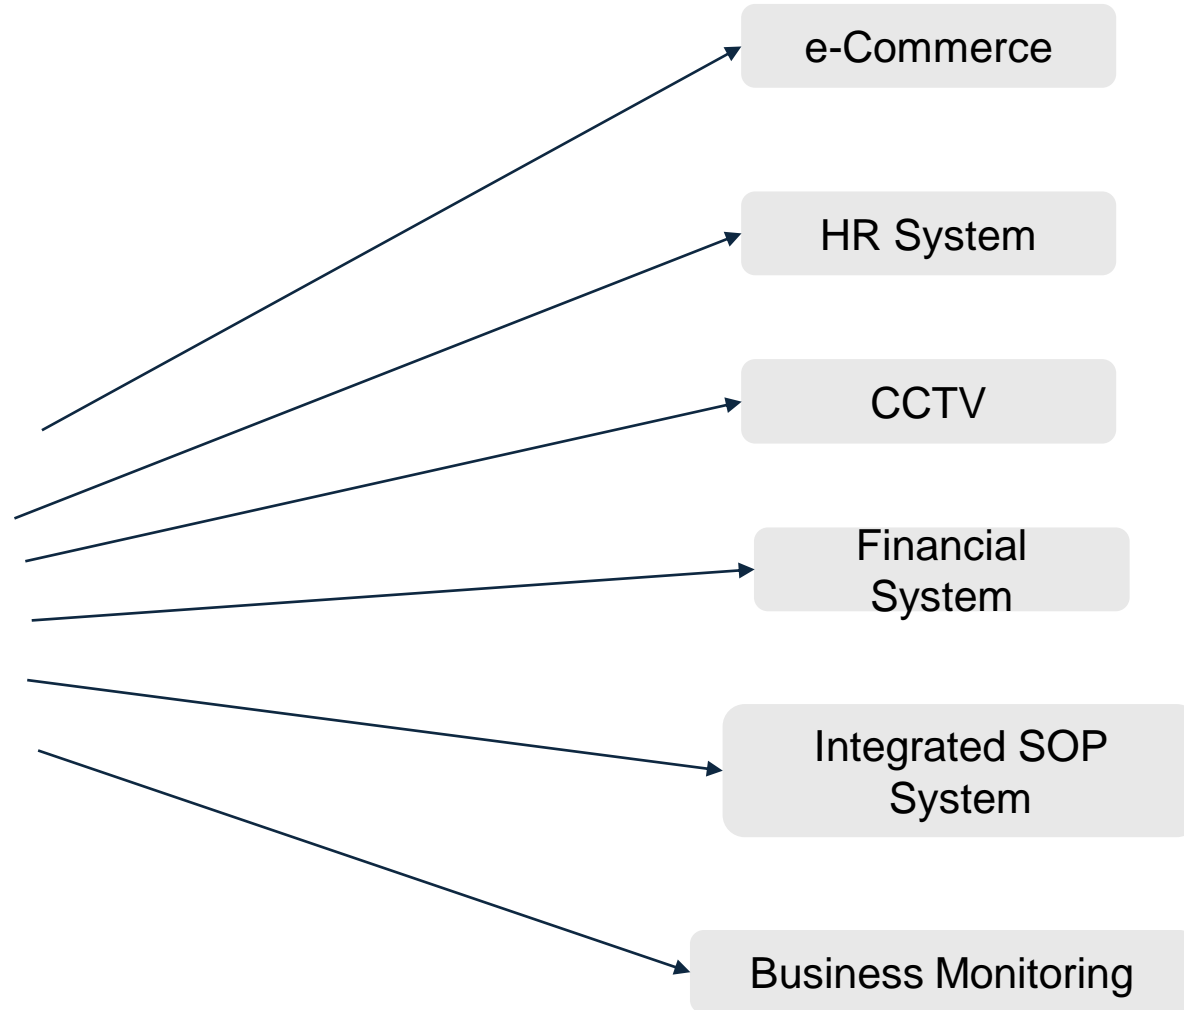 e-Commerce
HR System
CCTV
Financial
System
Integrated SOP
System
Business Monitoring